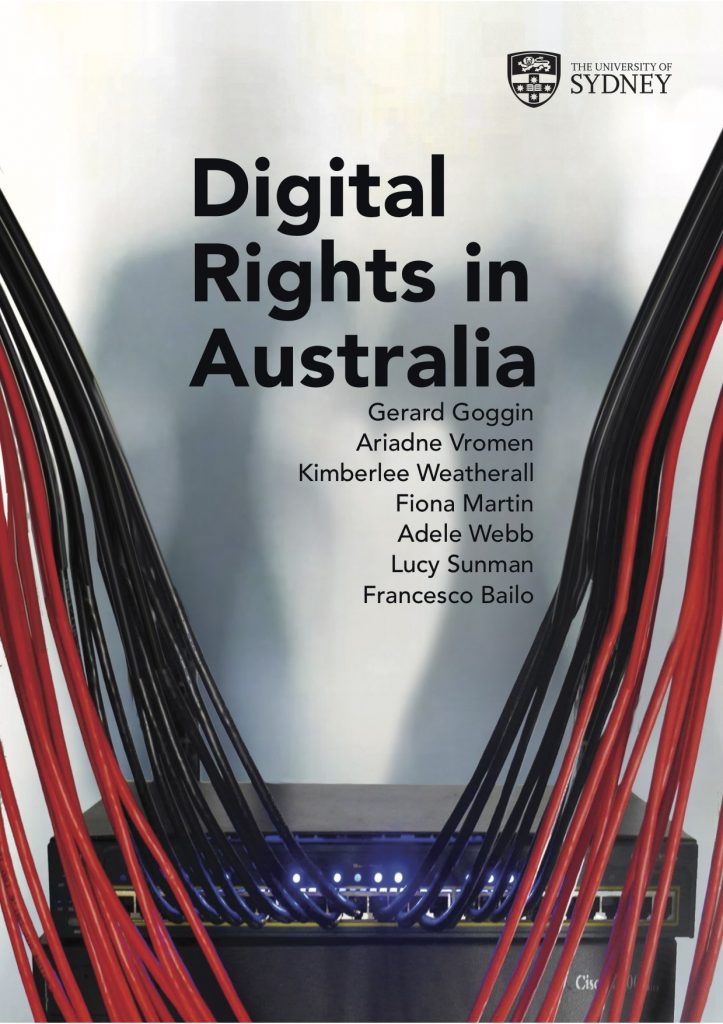 THE UNIVERSITY OF
SYDNEY
Digital
Rights in
Australia
Gerard Goggin
Ariadne Vromen
Kimberlee Weatherall
Fiona Martin
Adele Webb
Lucy Sunman
Francesco Bailo